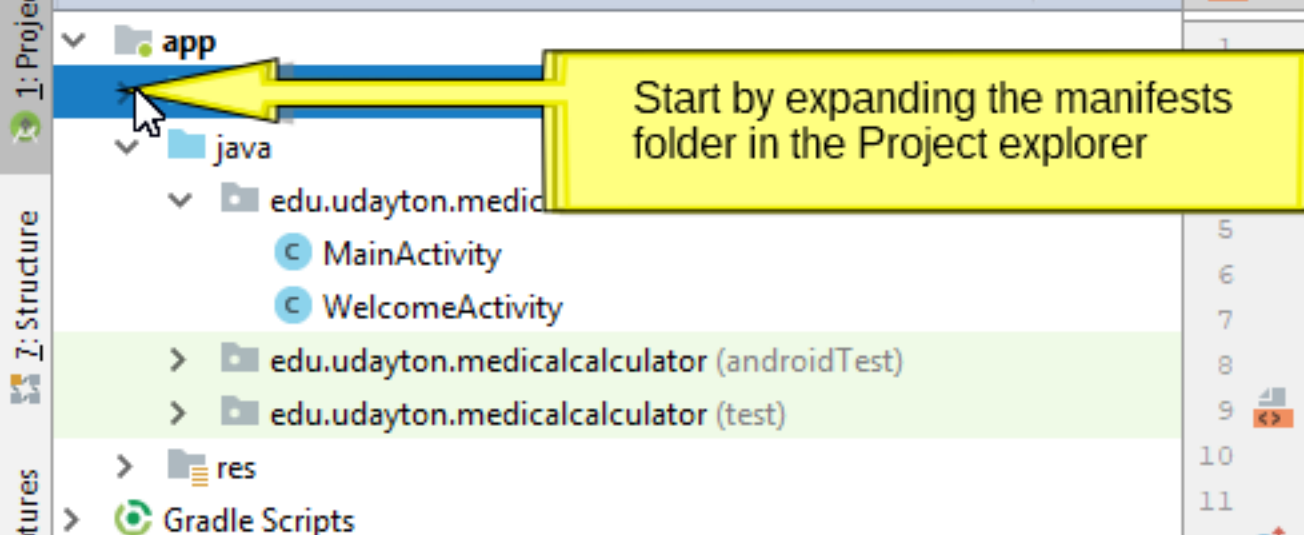 1: Projec
7: Structure
tures
app
Start by expanding the manifests
folder in the Project explorer
java
edu.udayton.medic
MainActivity
WelcomeActivity
edu.udayton.medicalcalculator (androidTest)
edu.udayton.medicalcalculator (test)
res
Gradle Scripts
1
5
6
7
8
9
10
11